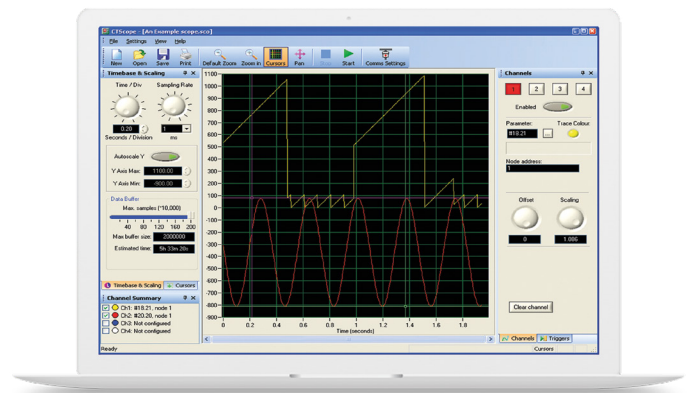 CTScope - [An Example scope.sco]
File Settings View Help
New Open Save Print Default Zoom Zoom in Cursors Pan Stop Start Comms Settings
Timebase & Scaling
Time / Div Sampling Rate
0.20 1
Seconds / Division ms
Autoscale Y
Y Axis Max: 1100.00
Y Axis Min: -900.00
Data Buffer
Max. samples (*10,000)
40 80 120 160 200
Max buffer size: 2000000
Estimated time: 5h 33m 20s
Timebase & Scaling Cursors
Channel Summary
Ch1: #18.21, node 1
Ch2: #20.20, node 1
Ch3: Not configured
Ch4: Not configured
Ready
1100
1000
900
800
700
600
500
400
300
200
100
0
-100
-200
-300
-400
-500
-600
-700
-800
-900
0 0.2 0.4 0.6 0.8 1 1.2 1.4 1.6 1.8
Time (seconds)
Channels
1 2 3 4
Enabled
Parameter: Trace Colour:
#18.21 ...
Node address:
1
Offset Scaling
0 1.086
Clear channel
Channels Triggers
Cursors